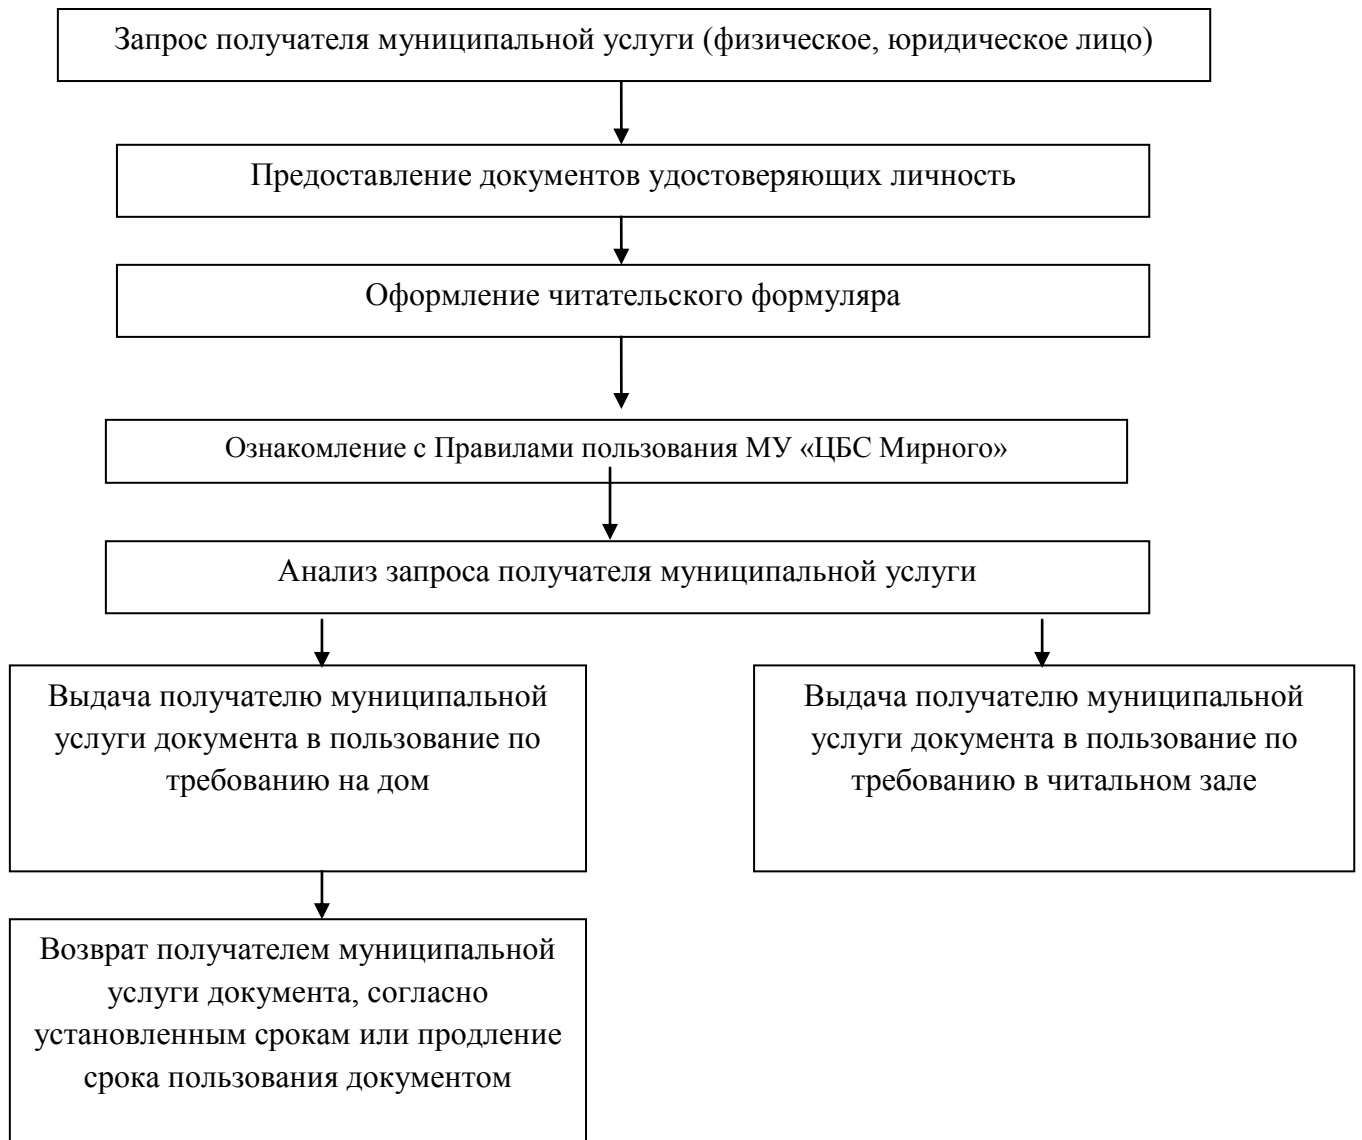 Запрос получателя муниципальной услуги (физическое, юридическое лицо)
Предоставление документов удостоверяющих личность
Оформление читательского формуляра
Ознакомление с Правилами пользования МУ «ЦБС Мирного»
Анализ запроса получателя муниципальной услуги
Выдача получателю муниципальной
услуги документа в пользование по
требованию на дом
Выдача получателю муниципальной
услуги документа в пользование по
требованию в читальном зале
Возврат получателем муниципальной
услуги документа, согласно
установленным срокам или продление
срока пользования документом